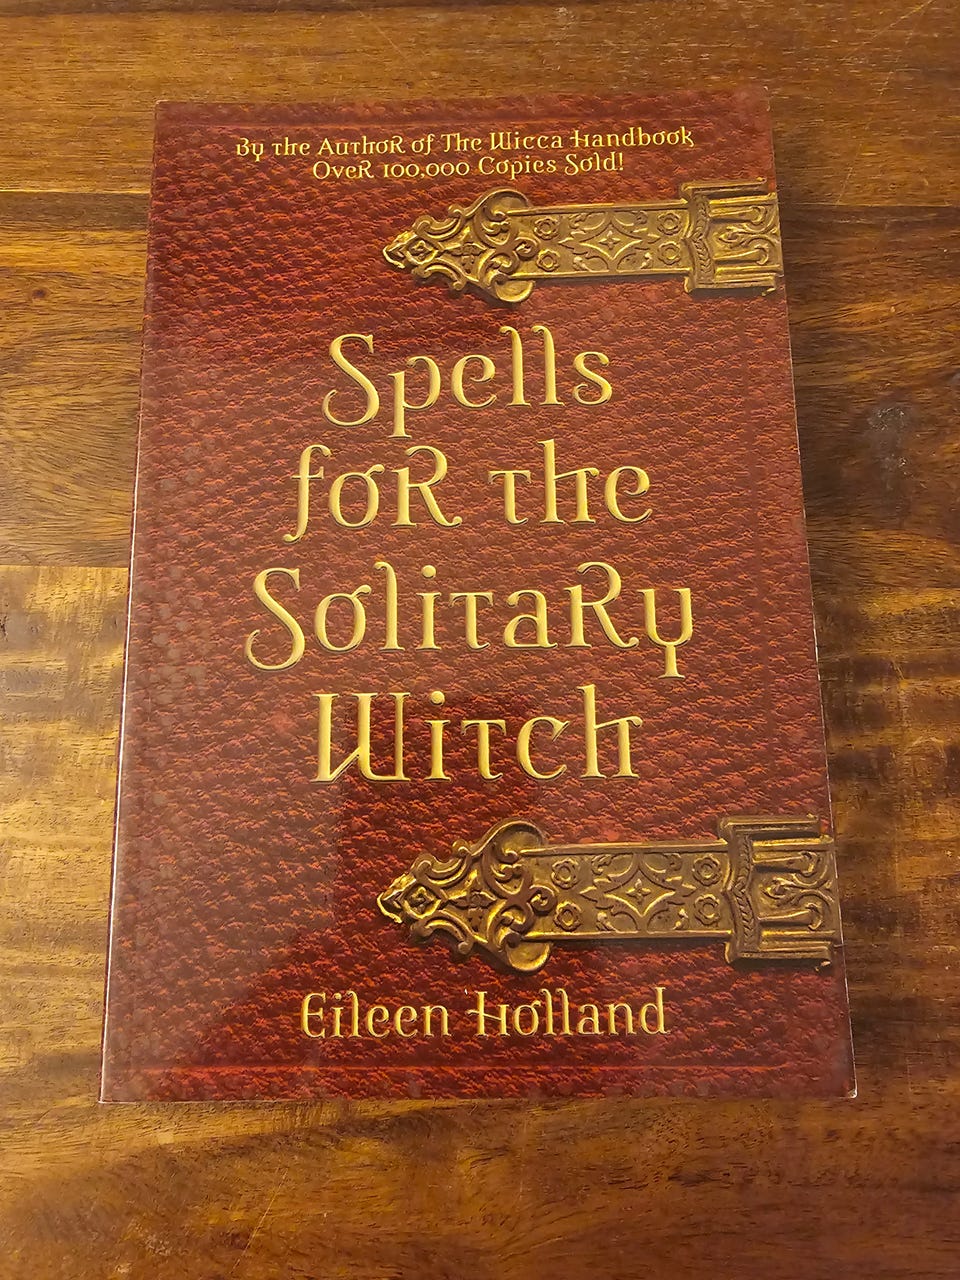 By the Author of The Wicca Handbook
Over 100,000 Copies Sold!
Spells
for the
Solitary
Witch
Eileen Holland